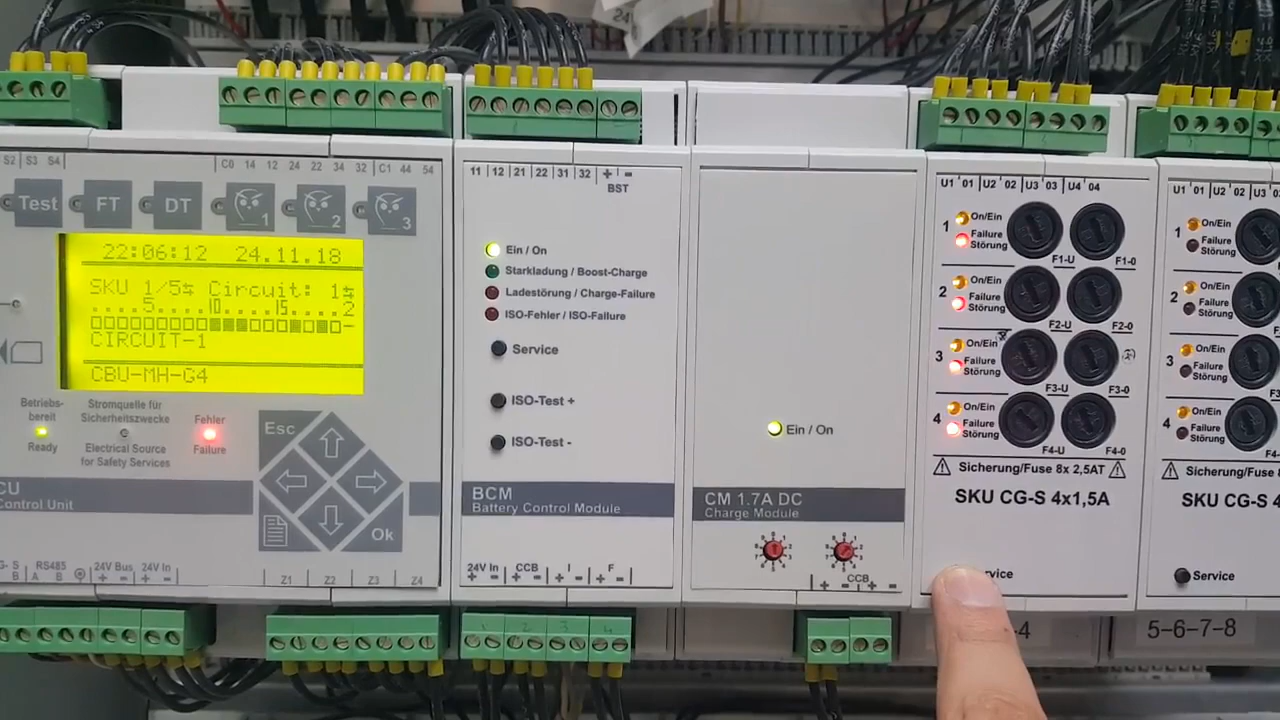 24
S2 S3 S4
C0 14 12 24 22 34 32 C1 44 54
Test FT DT 1 2 3
22:06:12 24.11.18
SKU 1/5 Circuit: 1
....5....10....15....2
CIRCUIT-1
CBU-MH-G4
Betriebs-
bereit
Ready
Stromquelle für
Sicherheitszwecke
Electrical Source
for Safety Services
Fehler
Failure
Esc
Ok
CU
Control Unit
G- S
B
RS485
A B
24V Bus
+ -
24V In
+ -
Z1 Z2 Z3 Z4
11 12 21 22 31 32 + -
BST
Ein / On
Starkladung / Boost-Charge
Ladestörung / Charge-Failure
ISO-Fehler / ISO-Failure
Service
ISO-Test +
ISO-Test -
BCM
Battery Control Module
24V In CCB I F
+ - + - + - + -
1 2 3 4
Ein / On
CM 1.7A DC
Charge Module
CCB
+ - + -
U1 01 U2 02 U3 03 U4 04
1 On/Ein
Failure
Störung
F1-U F1-0
2 On/Ein
Failure
Störung
F2-U F2-0
3 On/Ein
Failure
Störung
F3-U F3-0
4 On/Ein
Failure
Störung
F4-U F4-0
Sicherung/Fuse 8x 2,5AT
SKU CG-S 4x1,5A
-4
U1 01 U2 02 U3
1 On/Ein
Failure
Störung
2 On/Ein
Failure
Störung
3 On/Ein
Failure
Störung
4 On/Ein
Failure
Störung
Sicherung/Fuse
SKU CG-S 4
Service
5-6-7-8